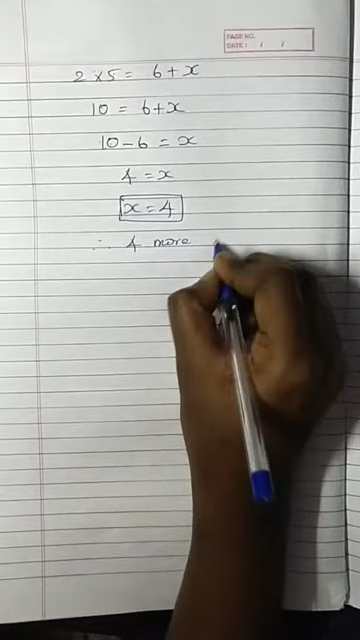 PAGE NO.
DATE : / /
2 × 5 = 6 + x
10 = 6 + x
10 - 6 = x
4 = x
x = 4
∴ 4 more